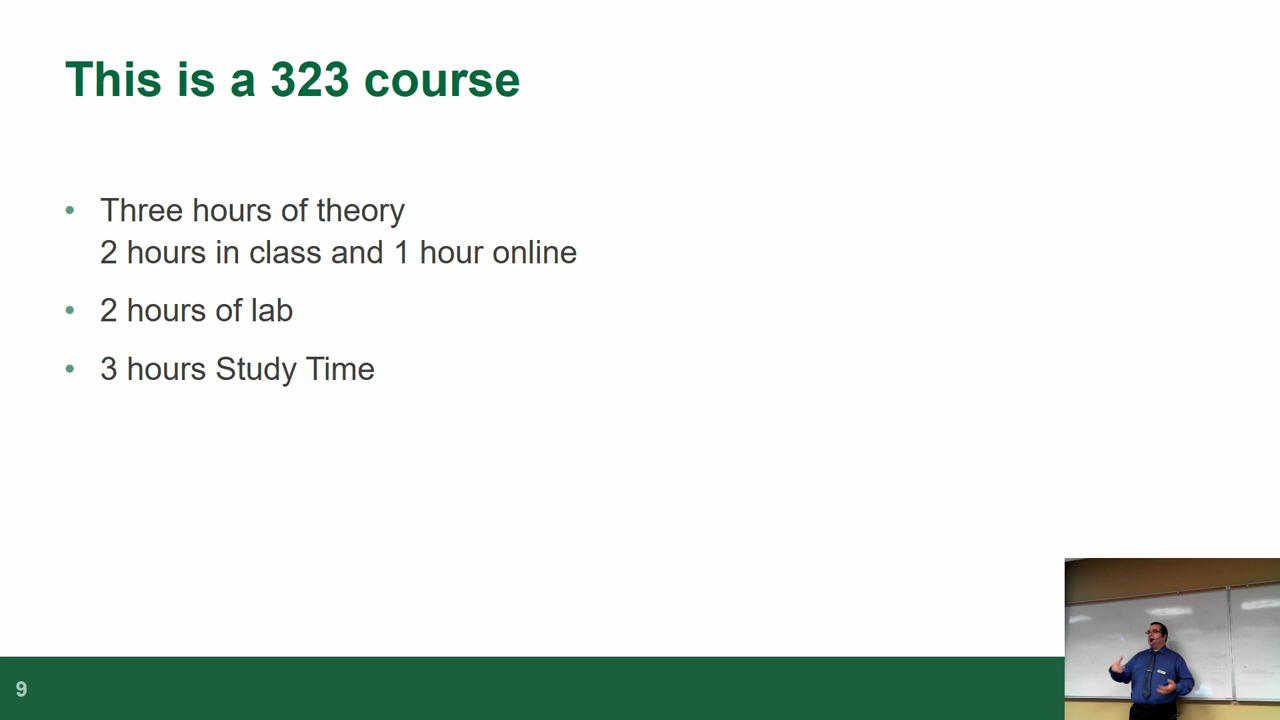 This is a 323 course
• Three hours of theory
2 hours in class and 1 hour online
• 2 hours of lab
• 3 hours Study Time
9